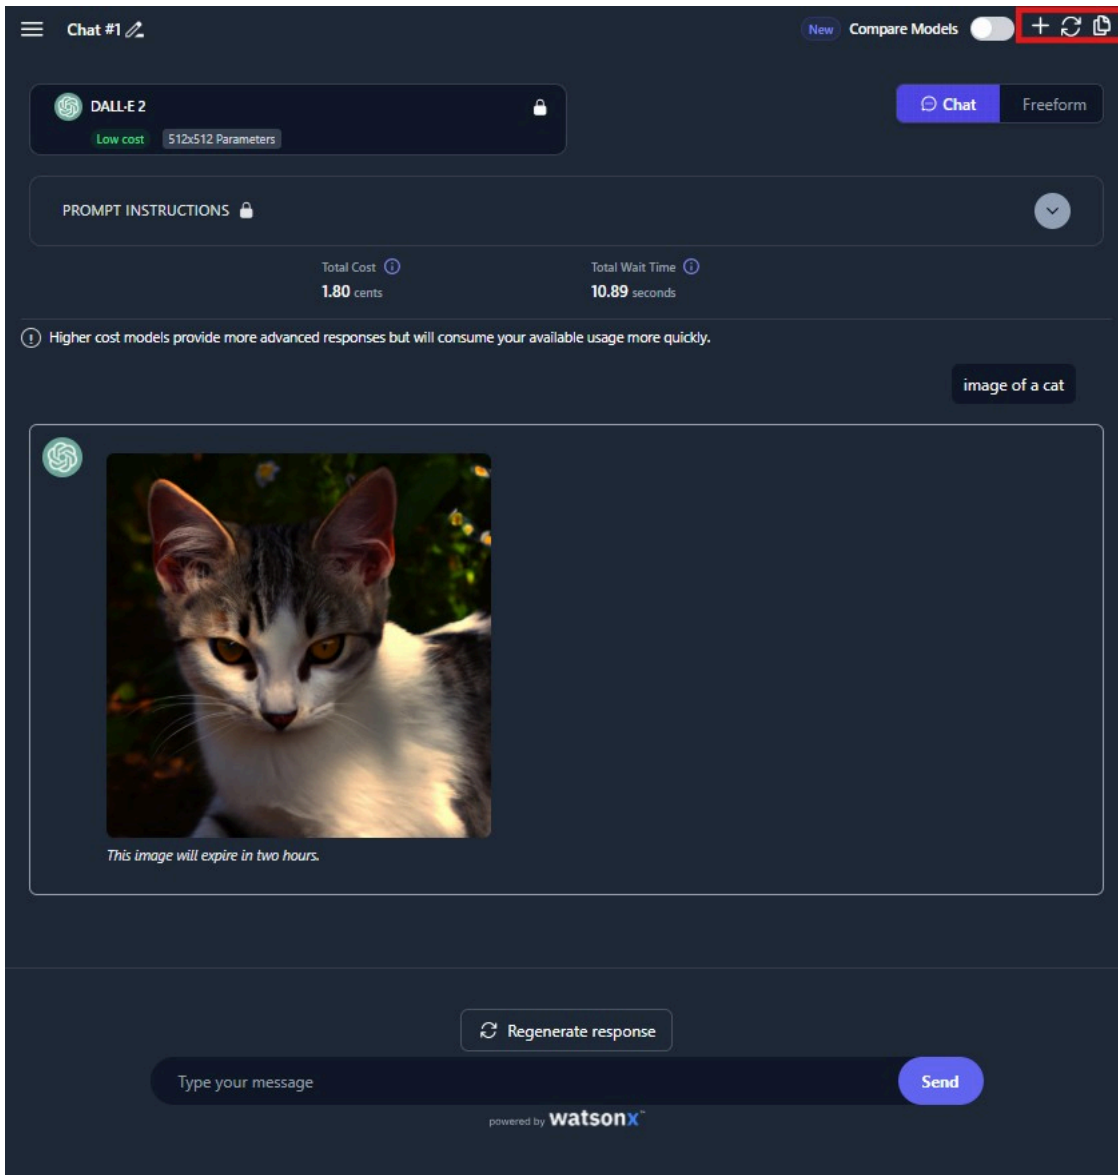 Chat #1
New Compare Models
DALL-E 2
Low cost 512x512 Parameters
Chat Freeform
PROMPT INSTRUCTIONS
Total Cost Total Wait Time
1.80 cents 10.89 seconds
Higher cost models provide more advanced responses but will consume your available usage more quickly.
image of a cat
This image will expire in two hours.
Regenerate response
Type your message Send
powered by watsonx™